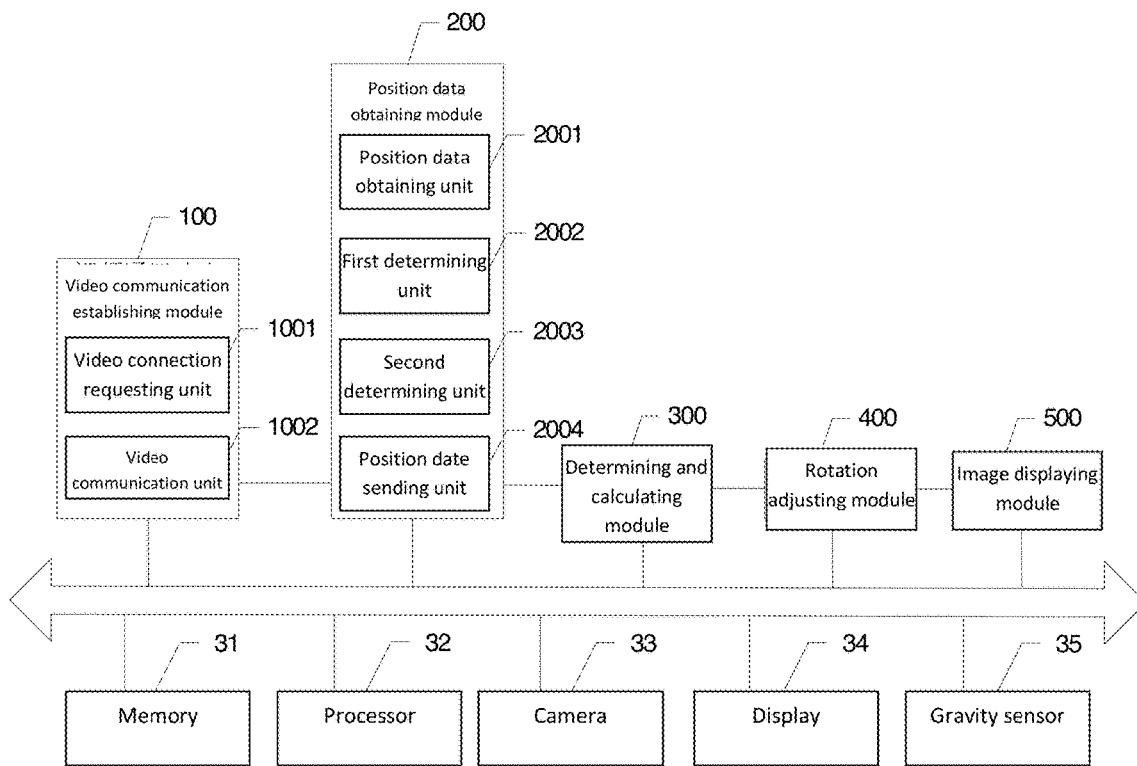 200
Position data
obtaining module
2001
Position data
obtaining unit
100
2002
First determining
unit
Video communication
establishing module
1001
Video connection
requesting unit
2003
Second
determining unit
1002
Video
communication unit
2004
Position date
sending unit
300
Determining and
calculating module
400
Rotation
adjusting module
500
Image displaying
module
31
Memory
32
Processor
33
Camera
34
Display
35
Gravity sensor